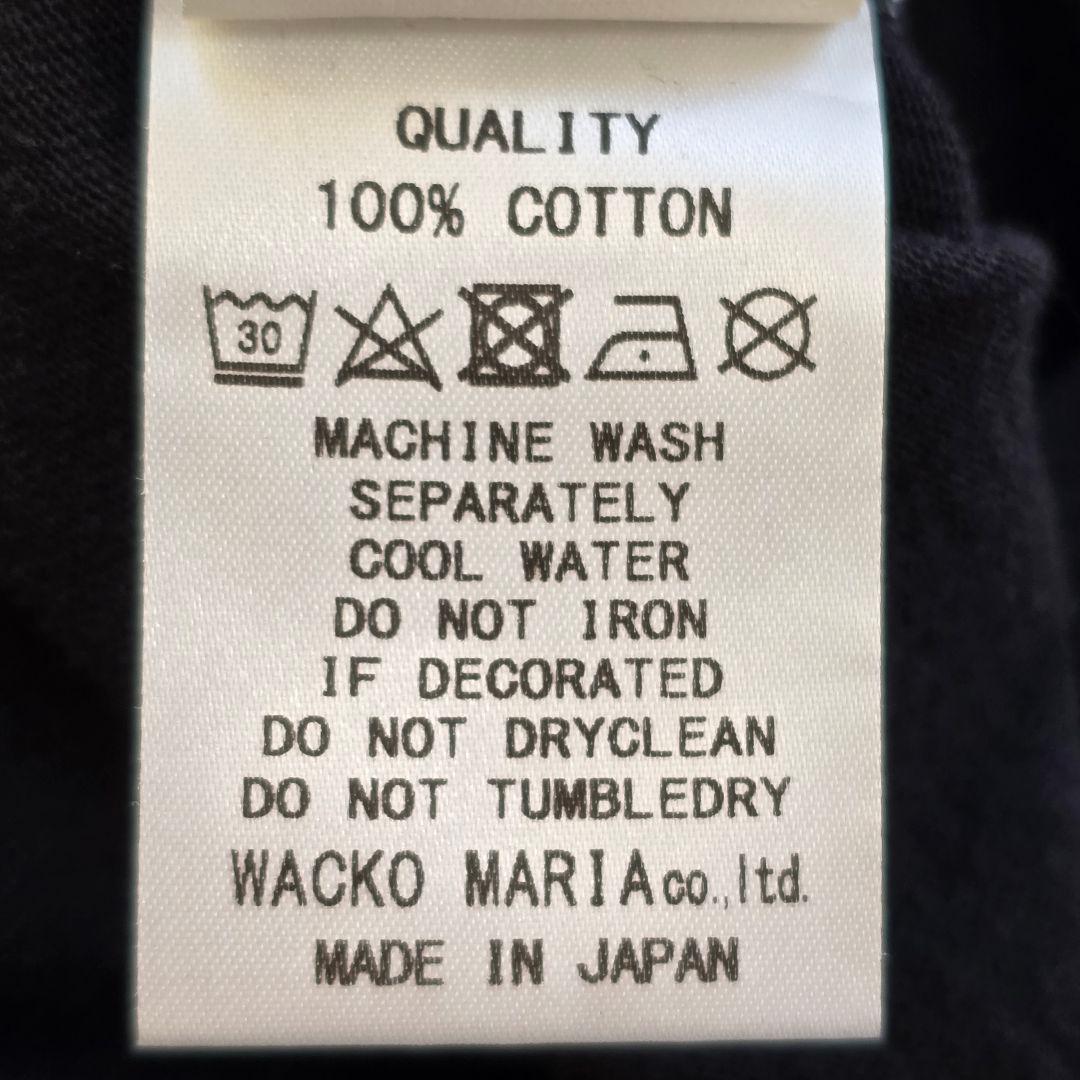 QUALITY
100% COTTON
30
MACHINE WASH
SEPARATELY
COOL WATER
DO NOT IRON
IF DECORATED
DO NOT DRYCLEAN
DO NOT TUMBLEDRY
WACKO MARIA co.,ltd.
MADE IN JAPAN